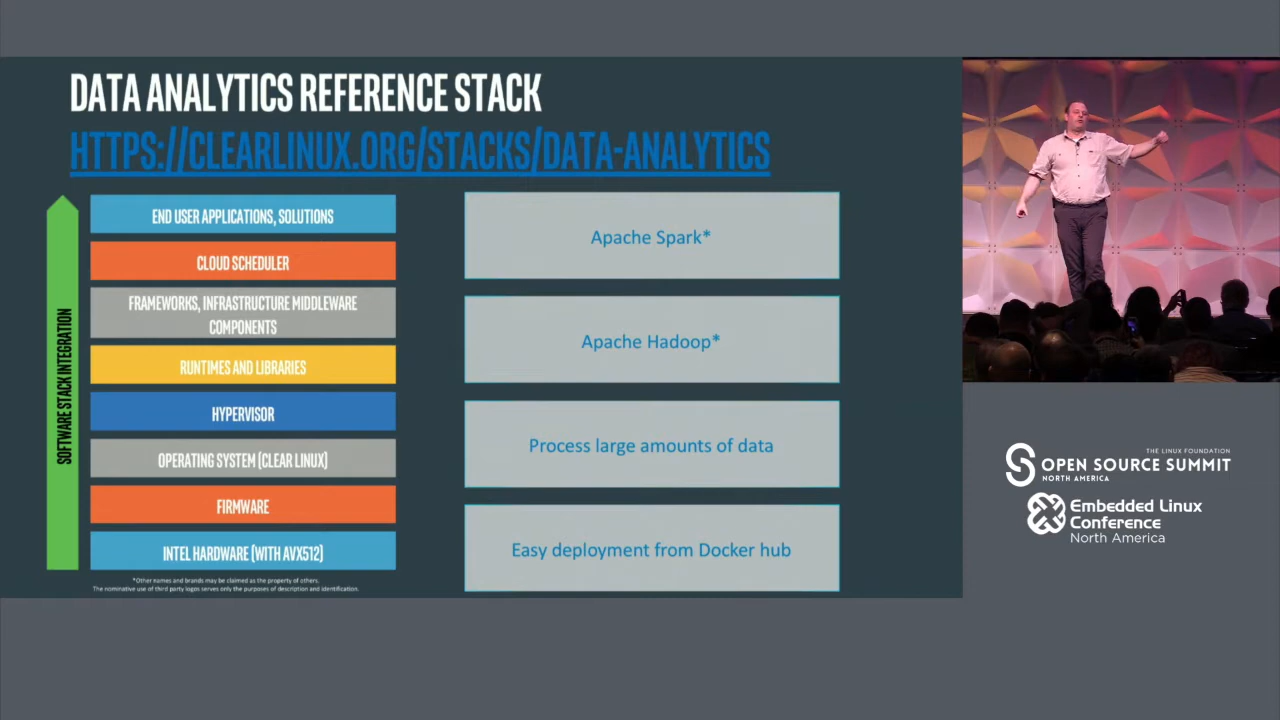 DATA ANALYTICS REFERENCE STACK
HTTPS://CLEARLINUX.ORG/STACKS/DATA-ANALYTICS
SOFTWARE STACK INTEGRATION
END USER APPLICATIONS, SOLUTIONS
CLOUD SCHEDULER
FRAMEWORKS, INFRASTRUCTURE MIDDLEWARE
COMPONENTS
RUNTIMES AND LIBRARIES
HYPERVISOR
OPERATING SYSTEM (CLEAR LINUX)
FIRMWARE
INTEL HARDWARE (WITH AVX512)
*Other names and brands may be claimed as the property of others.
The nominative use of third party logos serves only the purposes of description and identification.
Apache Spark*
Apache Hadoop*
Process large amounts of data
Easy deployment from Docker hub
THE LINUX FOUNDATION
OPEN SOURCE SUMMIT
NORTH AMERICA
Embedded Linux
Conference
North America